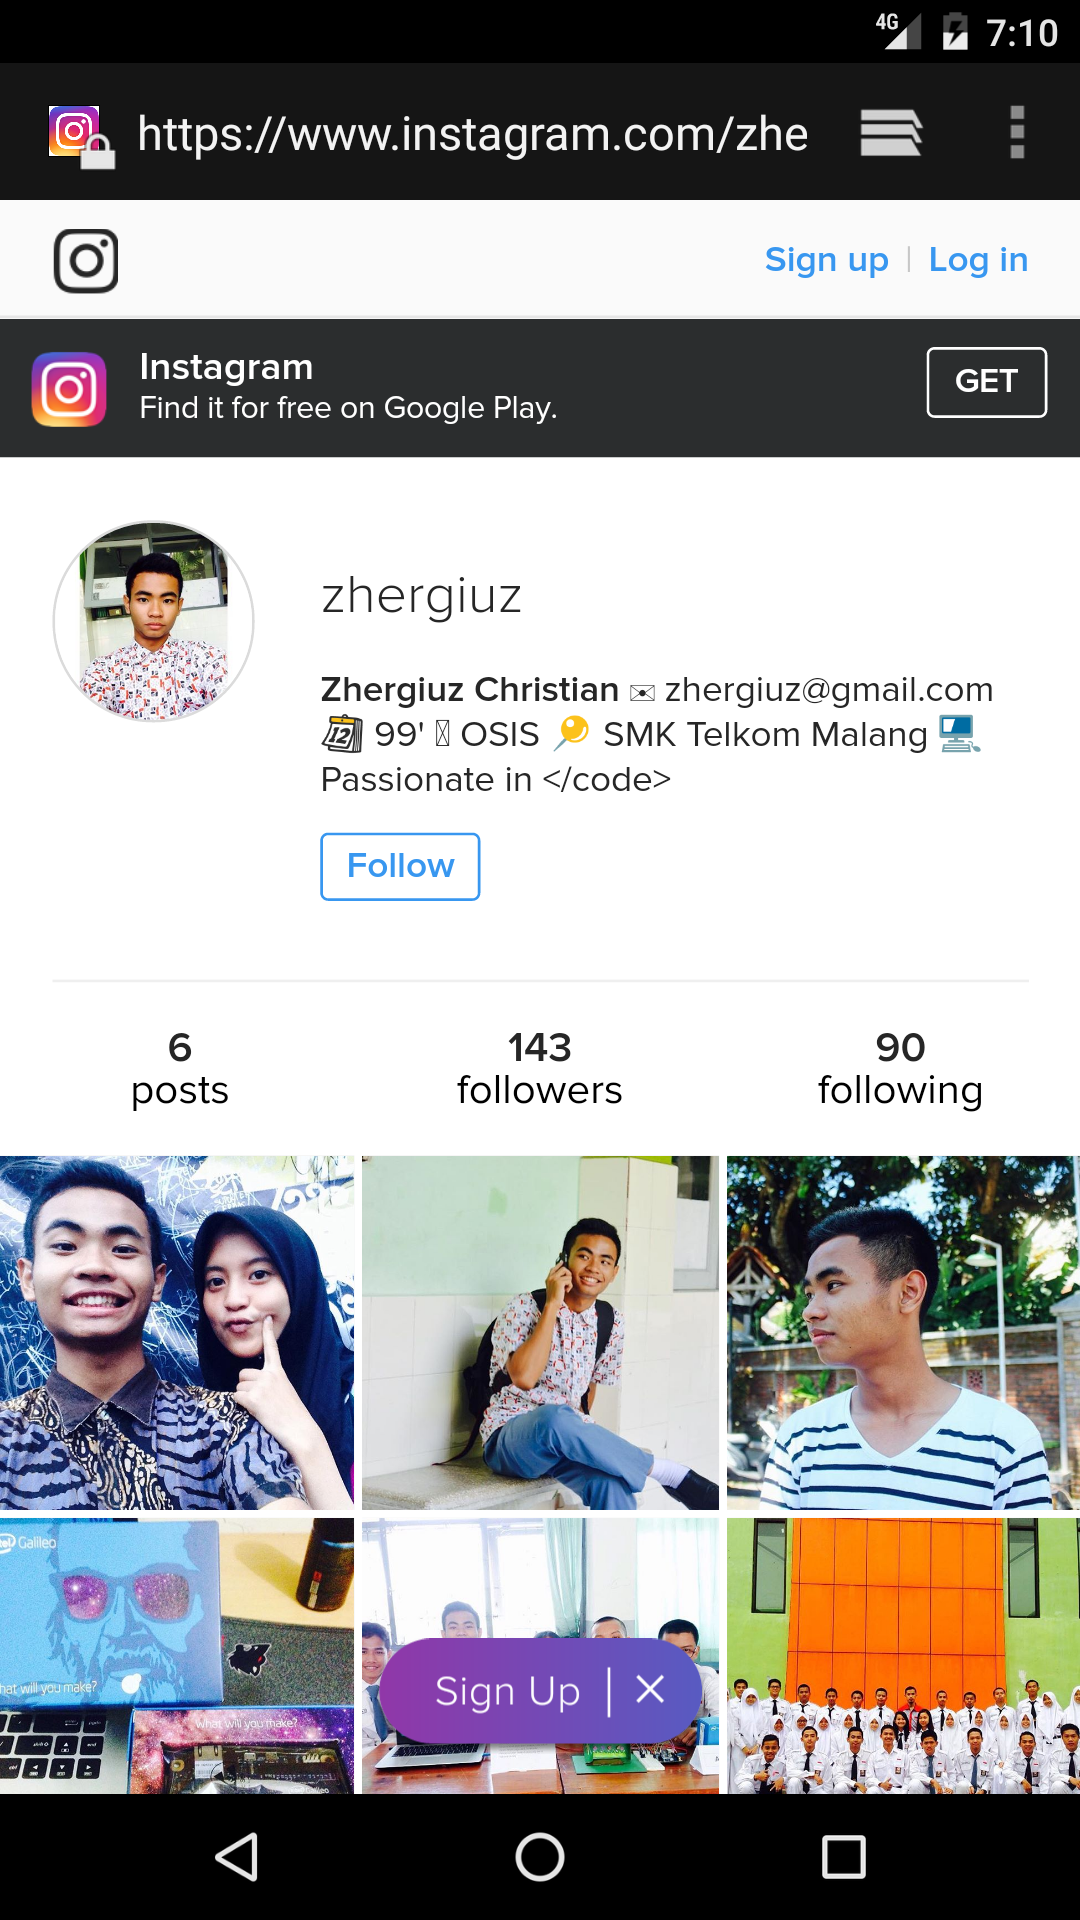 4G 7:10
https://www.instagram.com/zhe
Sign up | Log in
Instagram
Find it for free on Google Play.
GET
zhergiuz
Zhergiuz Christian ✉ zhergiuz@gmail.com
📆 99' OSIS 🔎 SMK Telkom Malang 💻
Passionate in </code>
Follow
6 143 90
posts followers following
Galileo
What will you make?
What will you make?
Sign Up | ✕